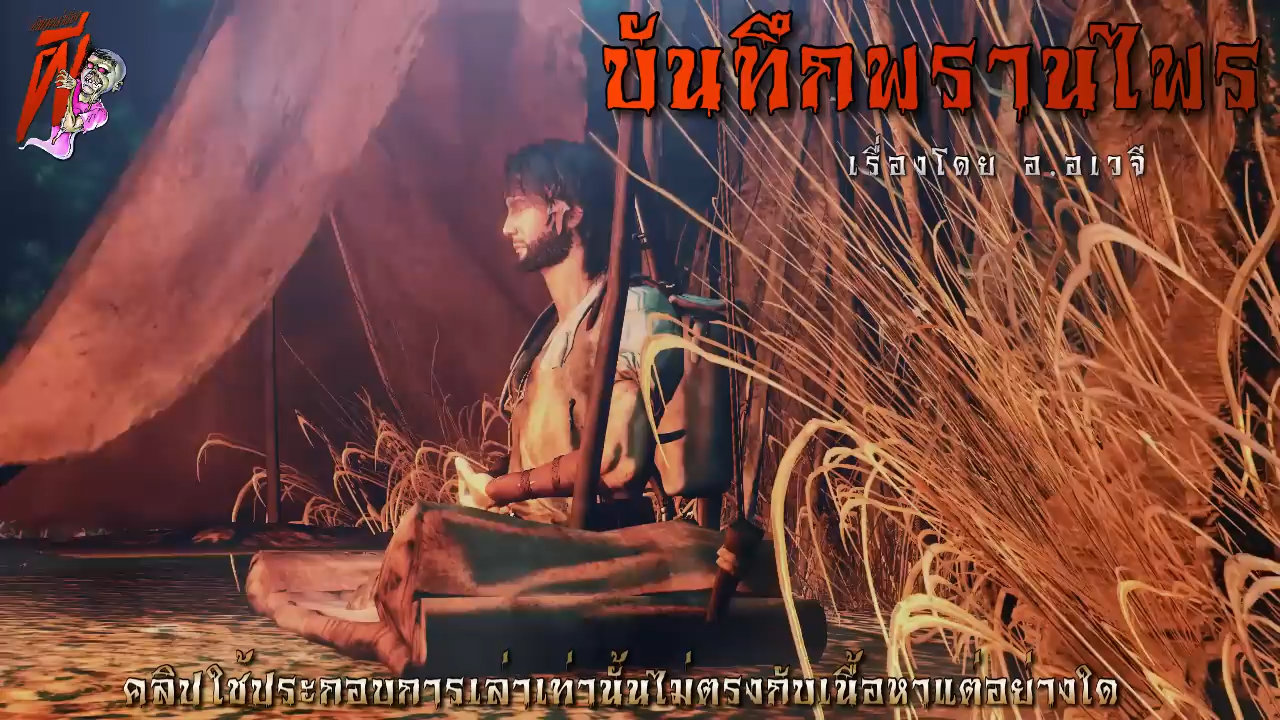 ผี
บันทึกพรานไพร
เรื่องโดย อ.อเวจี
คลิปใช้ประกอบการเล่าเท่านั้นไม่ตรงกับเนื้อหาแต่อย่างใด